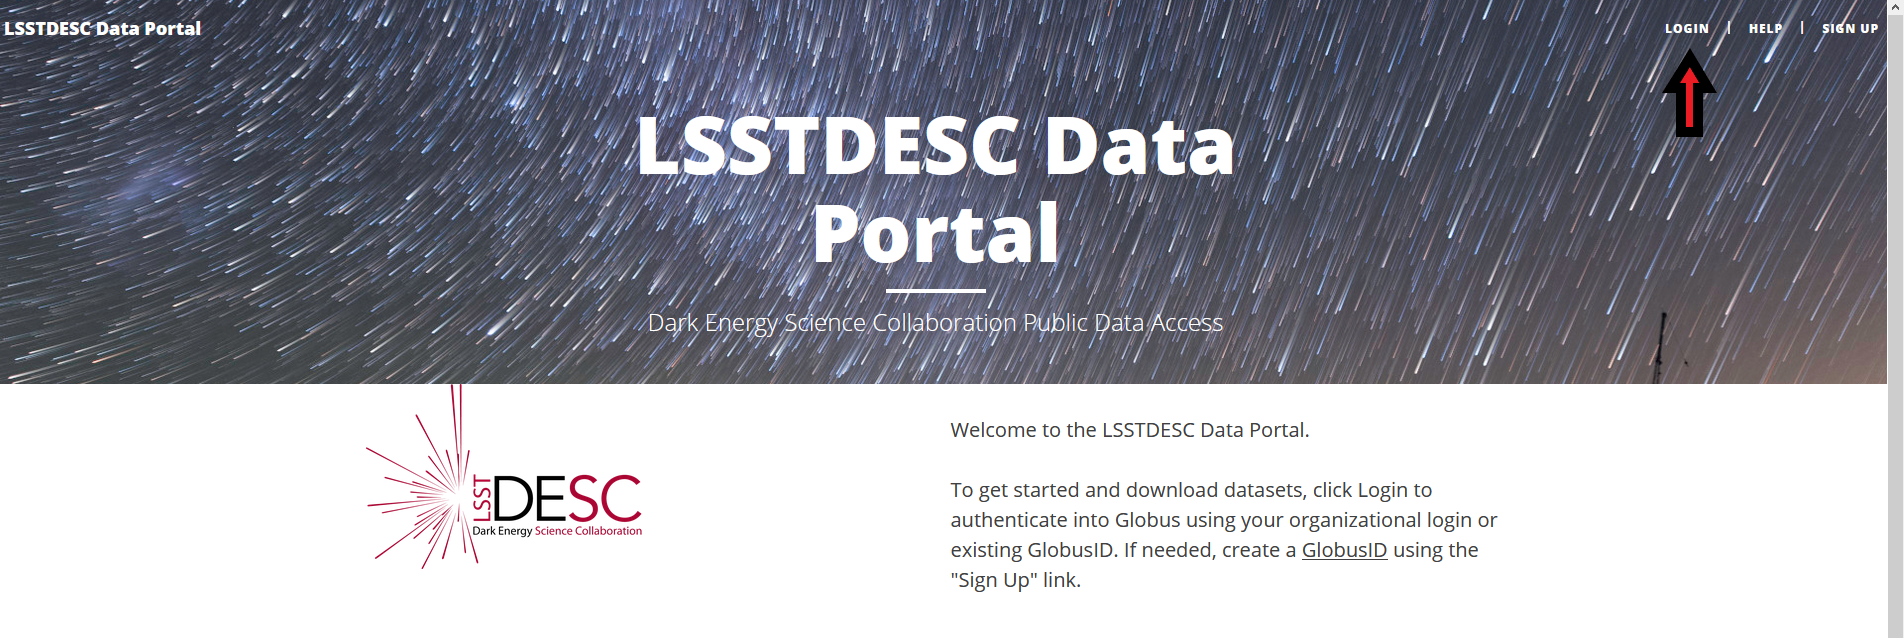 LSSTDESC Data Portal
LOGIN | HELP | SIGN UP
LSSTDESC Data
Portal
Dark Energy Science Collaboration Public Data Access
LSST DESC
Dark Energy Science Collaboration
Welcome to the LSSTDESC Data Portal.
To get started and download datasets, click Login to
authenticate into Globus using your organizational login or
existing GlobusID. If needed, create a GlobusID using the
"Sign Up" link.